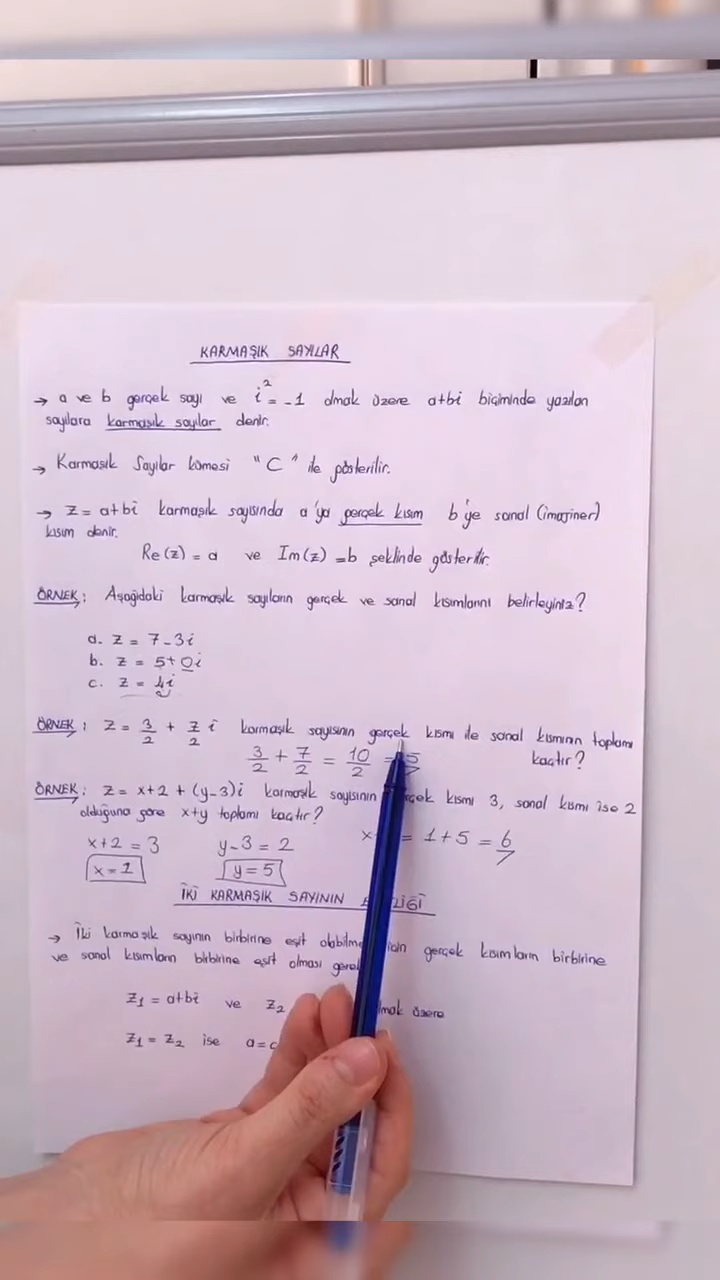 KARMAŞIK SAYILAR
→ a ve b gerçek sayı ve i² = -1 olmak üzere a+bi biçiminde yazılan
sayılara karmaşık sayılar denir.
→ Karmaşık Sayılar kümesi "C" ile gösterilir.
→ z = a+bi karmaşık sayısında a'ya gerçek kısım b'ye sanal (imajiner)
kısım denir.
Re(z) = a ve Im(z) = b şeklinde gösterilir.
ÖRNEK: Aşağıdaki karmaşık sayıların gerçek ve sanal kısımlarını belirleyiniz?
a. z = 7-3i
b. z = 5+0i
c. z = 4i
ÖRNEK: z = 3/2 + 7/2 i karmaşık sayısının gerçek kısmı ile sanal kısmının toplamı
kaçtır?
3/2 + 7/2 = 10/2 = 5
ÖRNEK: z = x+2 + (y-3)i karmaşık sayısının gerçek kısmı 3, sanal kısmı ise 2
olduğuna göre x+y toplamı kaçtır?
x+2 = 3 y-3 = 2 x = 1+5 = 6
x=1 y=5
İKİ KARMAŞIK SAYININ
→ İki karmaşık sayının birbirine eşit olabilme için gerçek kısımların birbirine
ve sanal kısımların birbirine eşit olması
z₁ = a+bi ve z₂ olmak üzere
z₁ = z₂ ise a=c